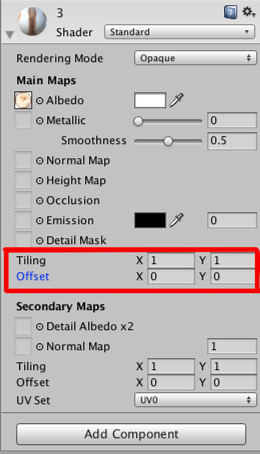 3
Shader Standard
Rendering Mode Opaque
Main Maps
Albedo
Metallic 0
Smoothness 0.5
Normal Map
Height Map
Occlusion
Emission 0
Detail Mask
Tiling X 1 Y 1
Offset X 0 Y 0
Secondary Maps
Detail Albedo x2
Normal Map 1
Tiling X 1 Y 1
Offset X 0 Y 0
UV Set UV0
Add Component